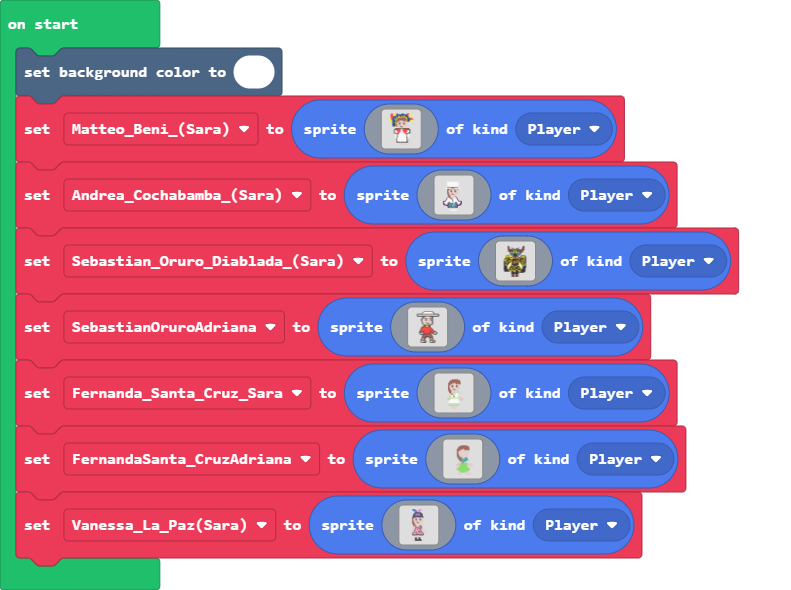 on start
set background color to
set Matteo_Beni_(Sara) to sprite of kind Player
set Andrea_Cochabamba_(Sara) to sprite of kind Player
set Sebastian_Oruro_Diablada_(Sara) to sprite of kind Player
set SebastianOruroAdriana to sprite of kind Player
set Fernanda_Santa_Cruz_Sara to sprite of kind Player
set FernandaSanta_CruzAdriana to sprite of kind Player
set Vanessa_La_Paz(Sara) to sprite of kind Player